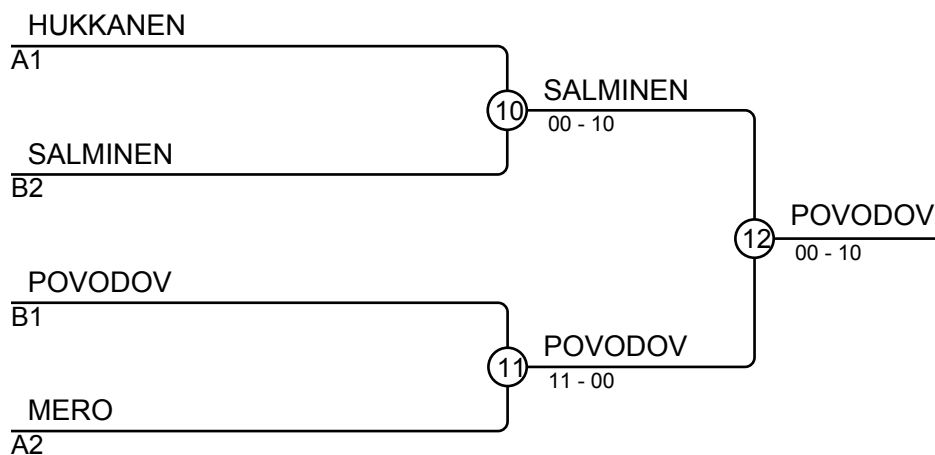 HUKKANEN
A1
10
SALMINEN
00 - 10
SALMINEN
B2
12
POVODOV
00 - 10
POVODOV
B1
11
POVODOV
11 - 00
MERO
A2